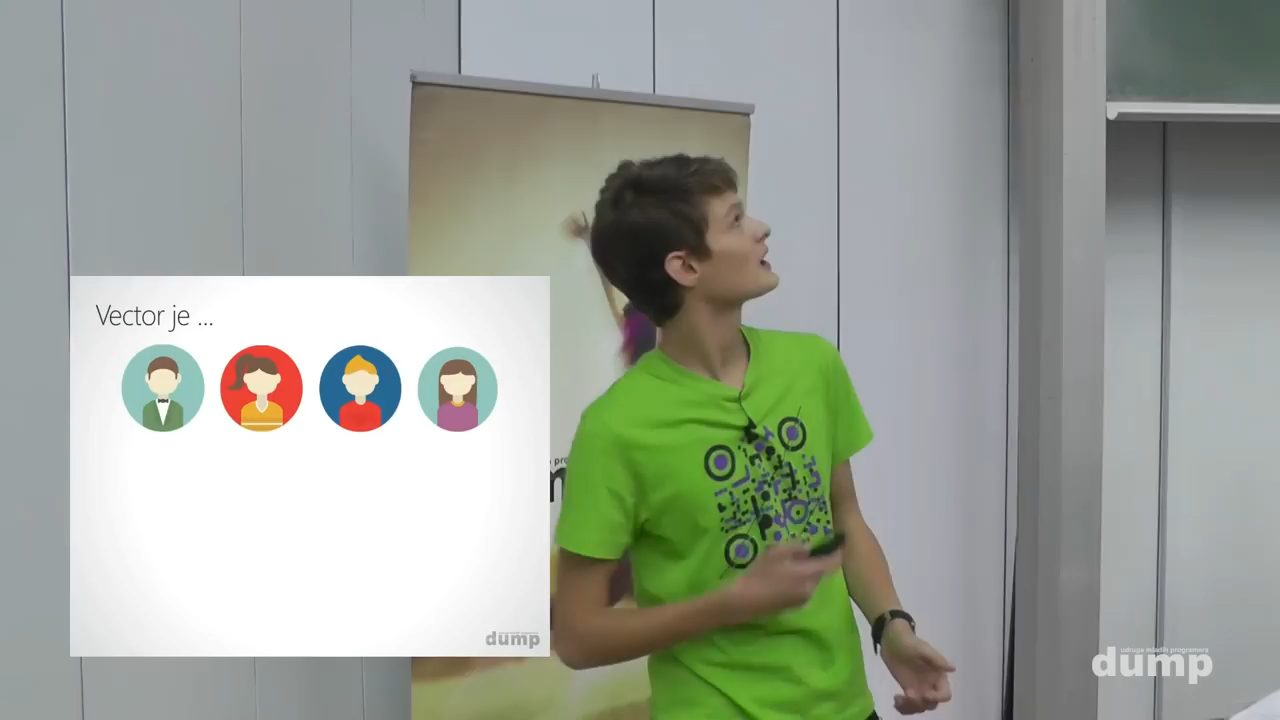 Vector je ...
dump
udruga mladih programera
dump